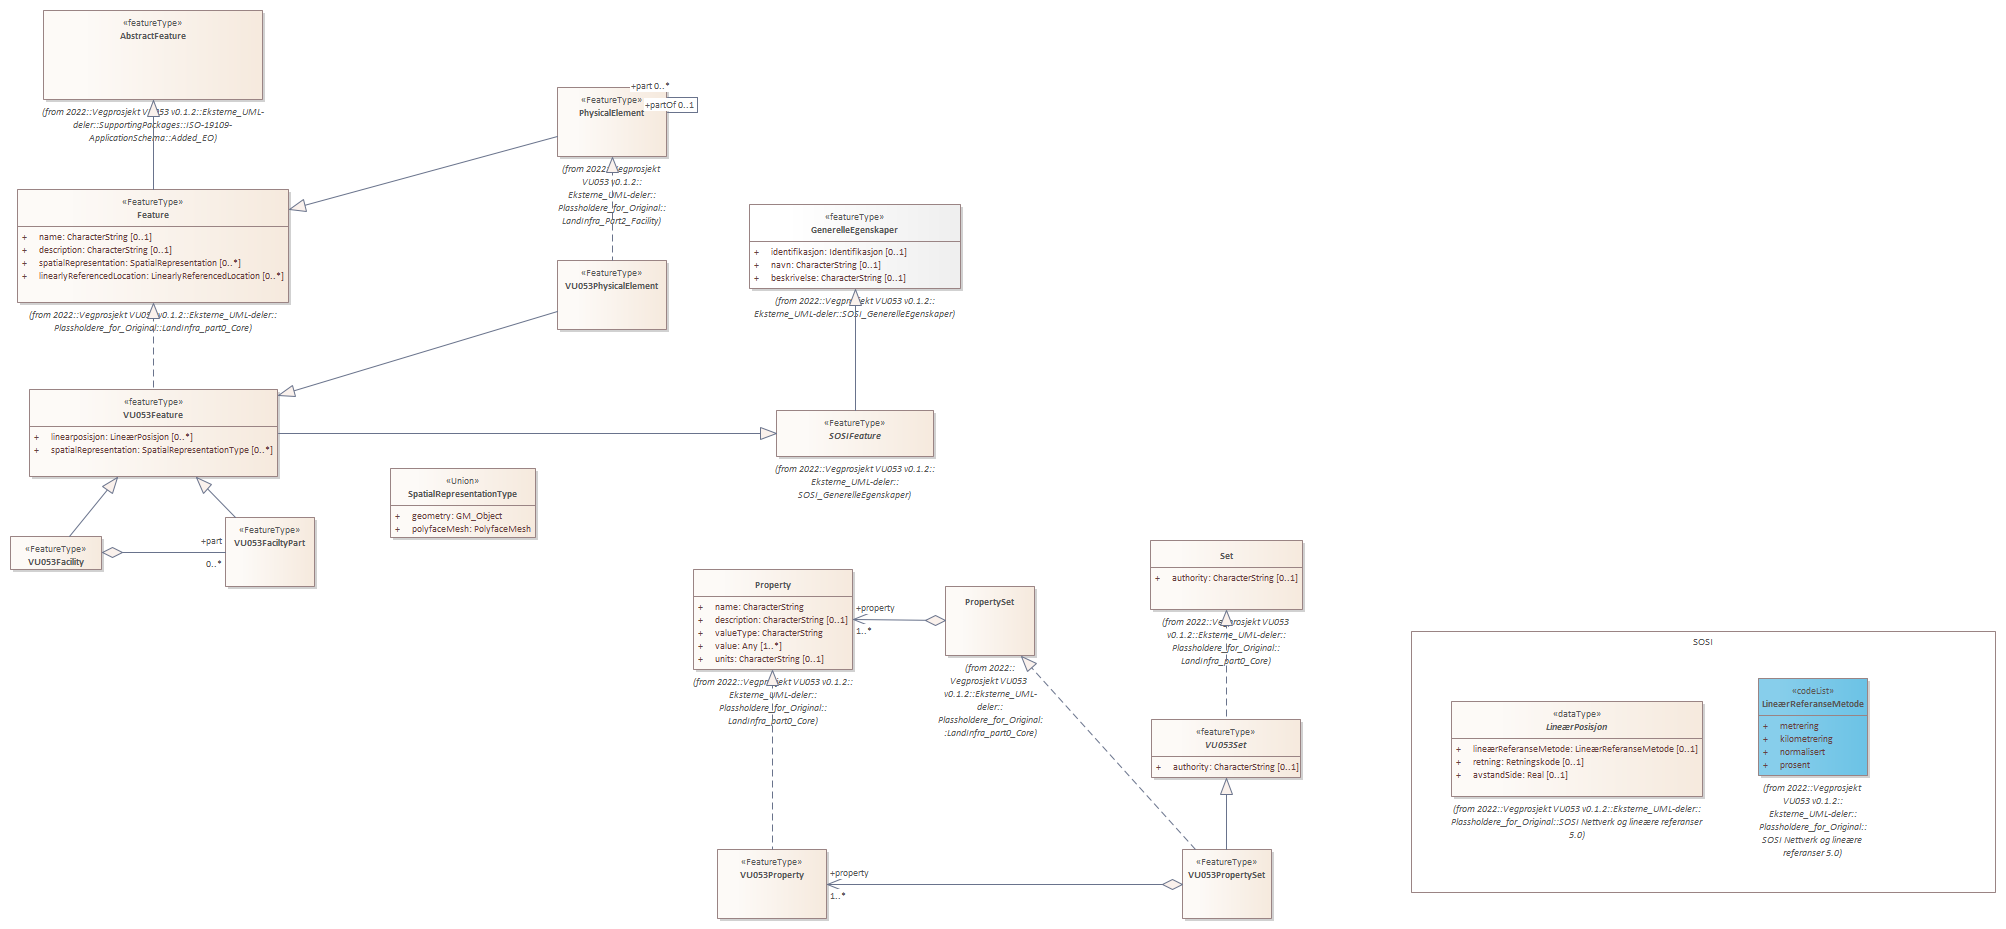 «featureType»
AbstractFeature
(from 2022::Vegprosjekt VU053 v0.1.2::Eksterne_UML-
deler::SupportingPackages::ISO-19109-
ApplicationSchema::Added_EO)
+part 0..*
«FeatureType»
+partOf 0..1
PhysicalElement
(from 2022::Vegprosjekt
VU053 v0.1.2::
Eksterne_UML-deler::
Plassholdere_for_Original::
LandInfra_Part2_Facility)
«FeatureType»
Feature
+ name: CharacterString [0..1]
+ description: CharacterString [0..1]
+ spatialRepresentation: SpatialRepresentation [0..*]
+ linearlyReferencedLocation: LinearlyReferencedLocation [0..*]
(from 2022::Vegprosjekt VU053 v0.1.2::Eksterne_UML-deler::
Plassholdere_for_Original::LandInfra_part0_Core)
«featureType»
GenerelleEgenskaper
+ identifikasjon: Identifikasjon [0..1]
+ navn: CharacterString [0..1]
+ beskrivelse: CharacterString [0..1]
(from 2022::Vegprosjekt VU053 v0.1.2::
Eksterne_UML-deler::SOSI_GenerelleEgenskaper)
«FeatureType»
VU053PhysicalElement
«featureType»
VU053Feature
+ linearposisjon: LineærPosisjon [0..*]
+ spatialRepresentation: SpatialRepresentationType [0..*]
«FeatureType»
SOSIFeature
(from 2022::Vegprosjekt VU053 v0.1.2::
Eksterne_UML-deler::
SOSI_GenerelleEgenskaper)
«Union»
SpatialRepresentationType
+ geometry: GM_Object
+ polyfaceMesh: PolyfaceMesh
«FeatureType»
VU053Facility
+part
0..*
«FeatureType»
VU053FaciltyPart
Property
+ name: CharacterString
+ description: CharacterString [0..1]
+ valueType: CharacterString
+ value: Any [1..*]
+ units: CharacterString [0..1]
(from 2022::Vegprosjekt VU053 v0.1.2::
Eksterne_UML-deler::
Plassholdere_for_Original::
LandInfra_part0_Core)
+property
1..*
PropertySet
(from 2022::
Vegprosjekt VU053
v0.1.2::Eksterne_UML-
deler::
Plassholdere_for_Original:
:LandInfra_part0_Core)
Set
+ authority: CharacterString [0..1]
(from 2022::Vegprosjekt VU053
v0.1.2::Eksterne_UML-deler::
Plassholdere_for_Original::
LandInfra_part0_Core)
«featureType»
VU053Set
+ authority: CharacterString [0..1]
«FeatureType»
VU053Property
+property
1..*
«FeatureType»
VU053PropertySet
SOSI
«dataType»
LineærPosisjon
+ lineærReferanseMetode: LineærReferanseMetode [0..1]
+ retning: Retningskode [0..1]
+ avstandSide: Real [0..1]
(from 2022::Vegprosjekt VU053 v0.1.2::Eksterne_UML-deler::
Plassholdere_for_Original::SOSI Nettverk og lineære referanser
5.0)
«codeList»
LineærReferanseMetode
+ metrering
+ kilometrering
+ normalisert
+ prosent
(from 2022::Vegprosjekt
VU053 v0.1.2::
Eksterne_UML-deler::
Plassholdere_for_Original::
SOSI Nettverk og lineære
referanser 5.0)